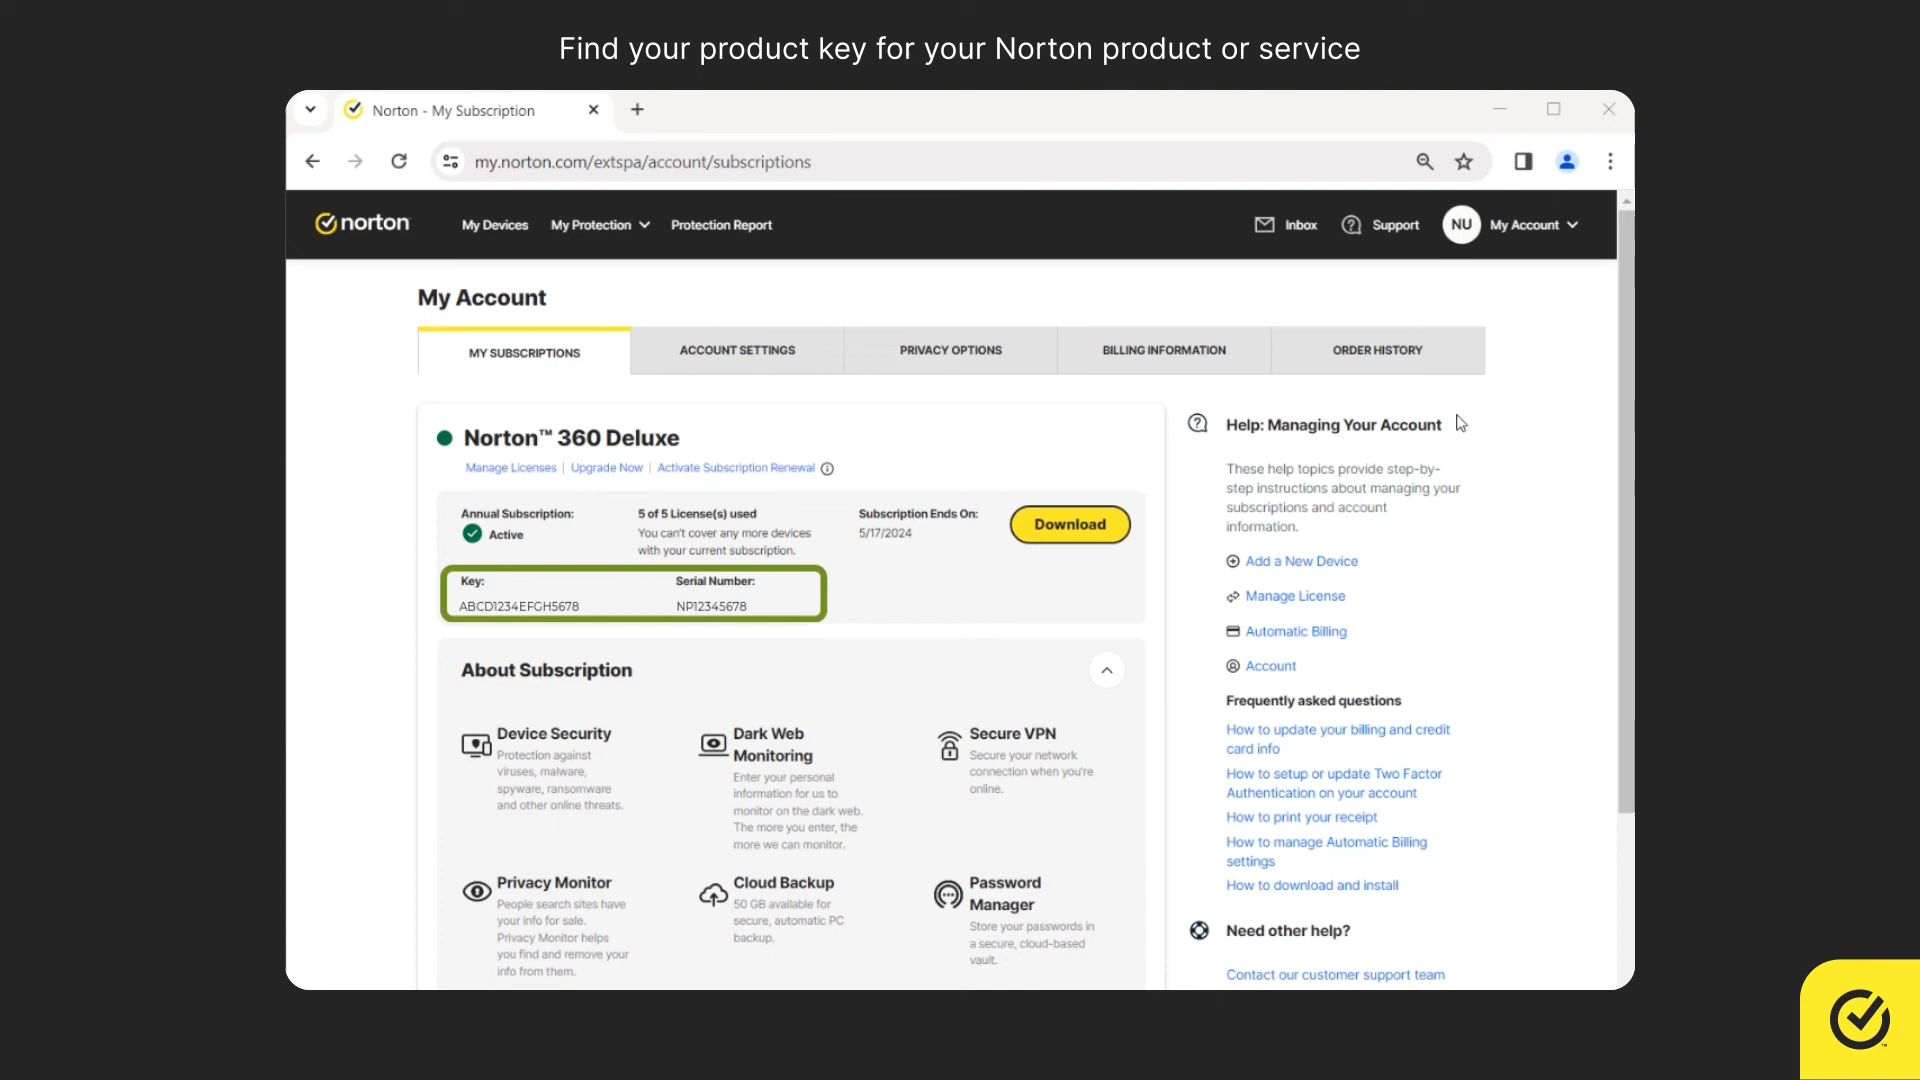 Find your product key for your Norton product or service
Norton - My Subscription
my.norton.com/extspa/account/subscriptions
norton
My Devices
My Protection
Protection Report
Inbox
Support
NU
My Account
My Account
MY SUBSCRIPTIONS
ACCOUNT SETTINGS
PRIVACY OPTIONS
BILLING INFORMATION
ORDER HISTORY
Norton™ 360 Deluxe
Manage Licenses | Upgrade Now | Activate Subscription Renewal
Annual Subscription:
Active
5 of 5 License(s) used
You can't cover any more devices
with your current subscription.
Subscription Ends On:
5/17/2024
Download
Key:
ABCD1234EFGH5678
Serial Number:
NP12345678
About Subscription
Device Security
Protection against
viruses, malware,
spyware, ransomware
and other online threats.
Dark Web
Monitoring
Enter your personal
information for us to
monitor on the dark web.
The more you enter, the
more we can monitor.
Secure VPN
Secure your network
connection when you're
online.
Privacy Monitor
People search sites have
your info for sale.
Privacy Monitor helps
you find and remove your
info from them.
Cloud Backup
50 GB available for
secure, automatic PC
backup.
Password
Manager
Store your passwords in
a secure, cloud-based
vault.
Help: Managing Your Account
These help topics provide step-by-
step instructions about managing your
subscriptions and account
information.
Add a New Device
Manage License
Automatic Billing
Account
Frequently asked questions
How to update your billing and credit
card info
How to setup or update Two Factor
Authentication on your account
How to print your receipt
How to manage Automatic Billing
settings
How to download and install
Need other help?
Contact our customer support team